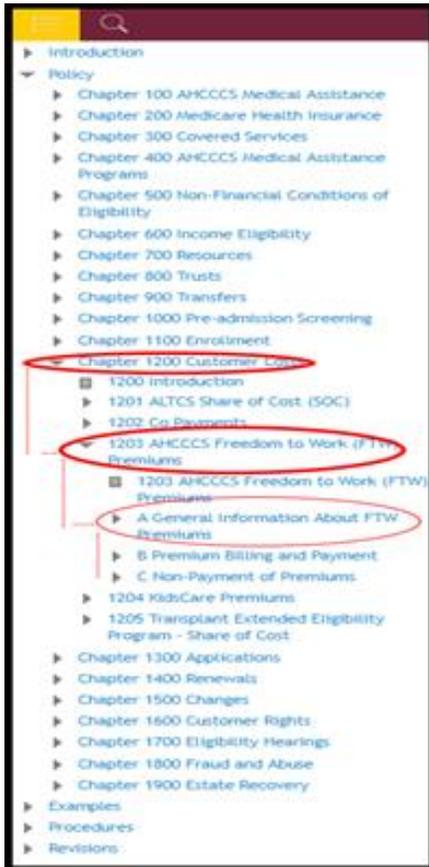 Introduction
Policy
Chapter 100 AHCCCS Medical Assistance
Chapter 200 Medicare Health Insurance
Chapter 300 Covered Services
Chapter 400 AHCCCS Medical Assistance
Programs
Chapter 500 Non-Financial Conditions of
Eligibility
Chapter 600 Income Eligibility
Chapter 700 Resources
Chapter 800 Trusts
Chapter 900 Transfers
Chapter 1000 Pre-admission Screening
Chapter 1100 Enrollment
Chapter 1200 Customer Costs
1200 Introduction
1201 ALTCS Share of Cost (SOC)
1202 Co Payments
1203 AHCCCS Freedom to Work (FTW)
Premiums
1203 AHCCCS Freedom to Work (FTW)
Premiums
A General Information About FTW
Premiums
B Premium Billing and Payment
C Non-Payment of Premiums
1204 KidsCare Premiums
1205 Transplant Extended Eligibility
Program - Share of Cost
Chapter 1300 Applications
Chapter 1400 Renewals
Chapter 1500 Changes
Chapter 1600 Customer Rights
Chapter 1700 Eligibility Hearings
Chapter 1800 Fraud and Abuse
Chapter 1900 Estate Recovery
Examples
Procedures
Revisions